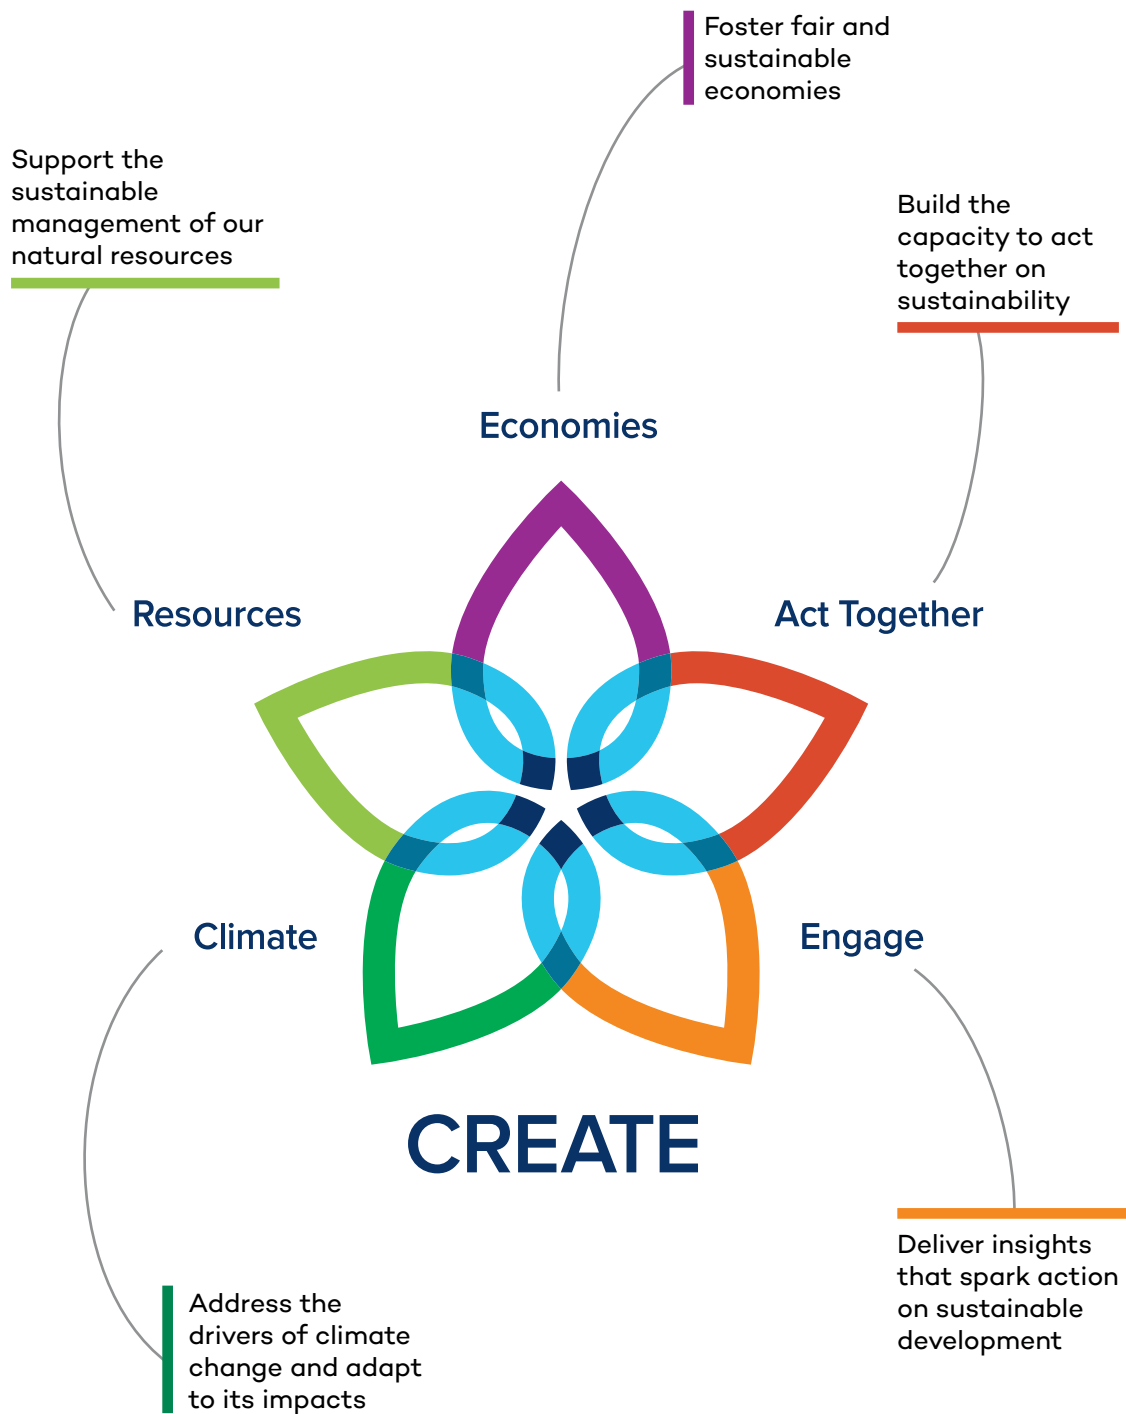 Foster fair and
sustainable
economies
Support the
sustainable
management of our
natural resources
Build the
capacity to act
together on
sustainability
Economies
Resources
Act Together
Climate
Engage
CREATE
Deliver insights
that spark action
on sustainable
development
Address the
drivers of climate
change and adapt
to its impacts